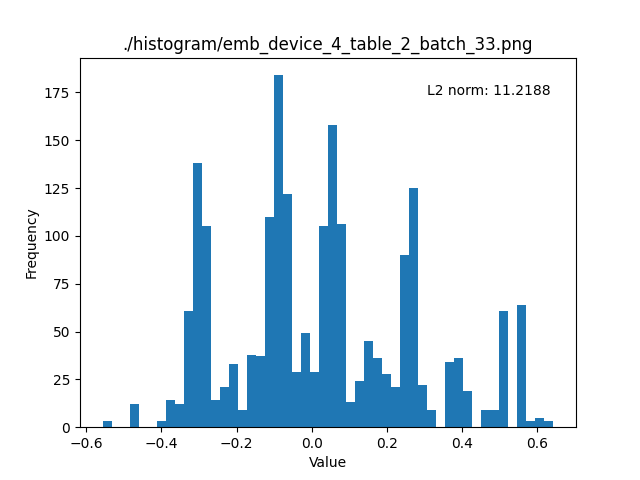 ./histogram/emb_device_4_table_2_batch_33.png
L2 norm: 11.2188
175
150
125
100
75
50
25
0
Frequency
−0.6 −0.4 −0.2 0.0 0.2 0.4 0.6
Value